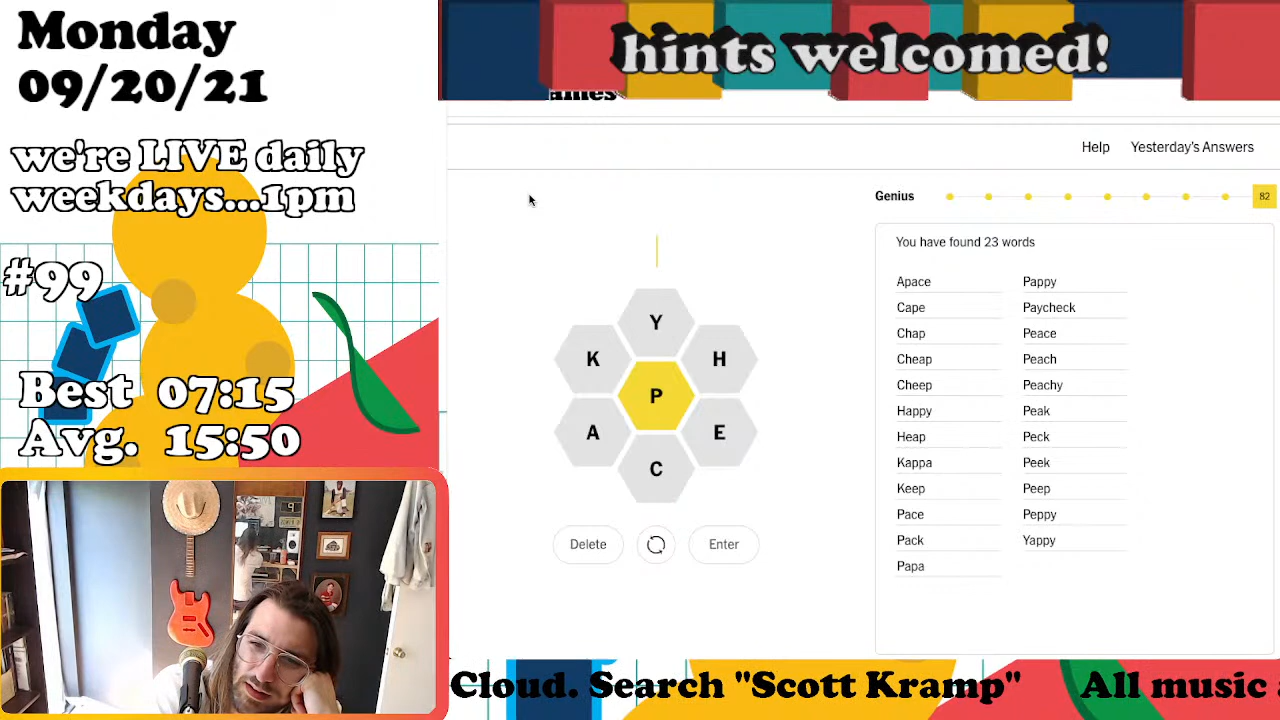 Monday
09/20/21
we're LIVE daily
weekdays...1pm
#99
Best 07:15
Avg. 15:50
hints welcomed!
Help
Yesterday's Answers
Genius
82
You have found 23 words
Apace
Cape
Chap
Cheap
Cheep
Happy
Heap
Kappa
Keep
Pace
Pack
Papa
Pappy
Paycheck
Peace
Peach
Peachy
Peak
Peck
Peek
Peep
Peppy
Yappy
Y
K
H
P
A
E
C
Delete
Enter
Cloud. Search "Scott Kramp"
All music